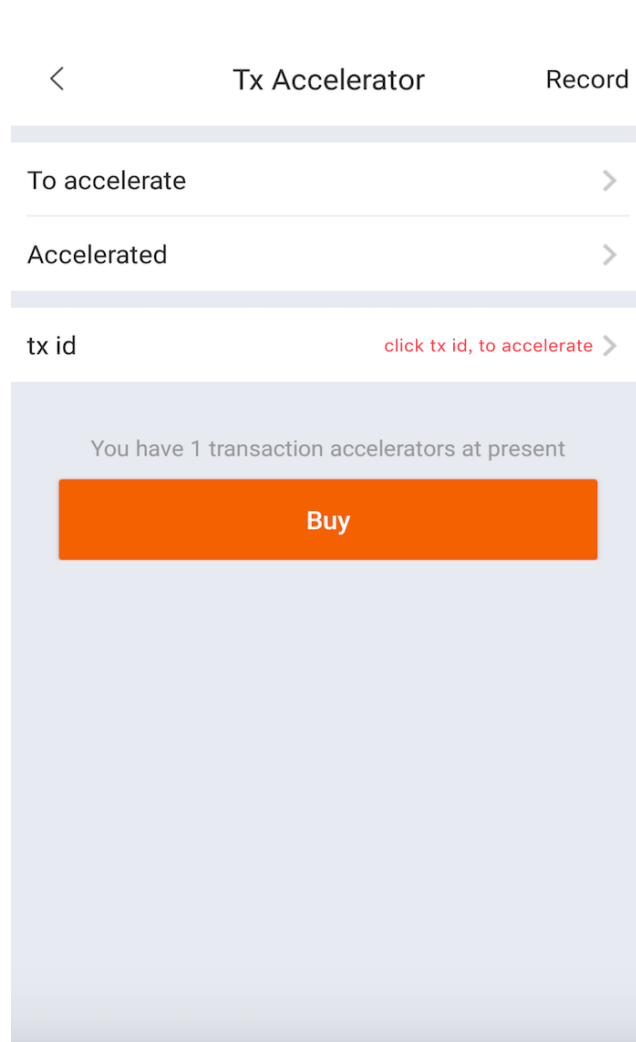 Tx Accelerator Record
To accelerate
Accelerated
tx id click tx id, to accelerate
You have 1 transaction accelerators at present
Buy